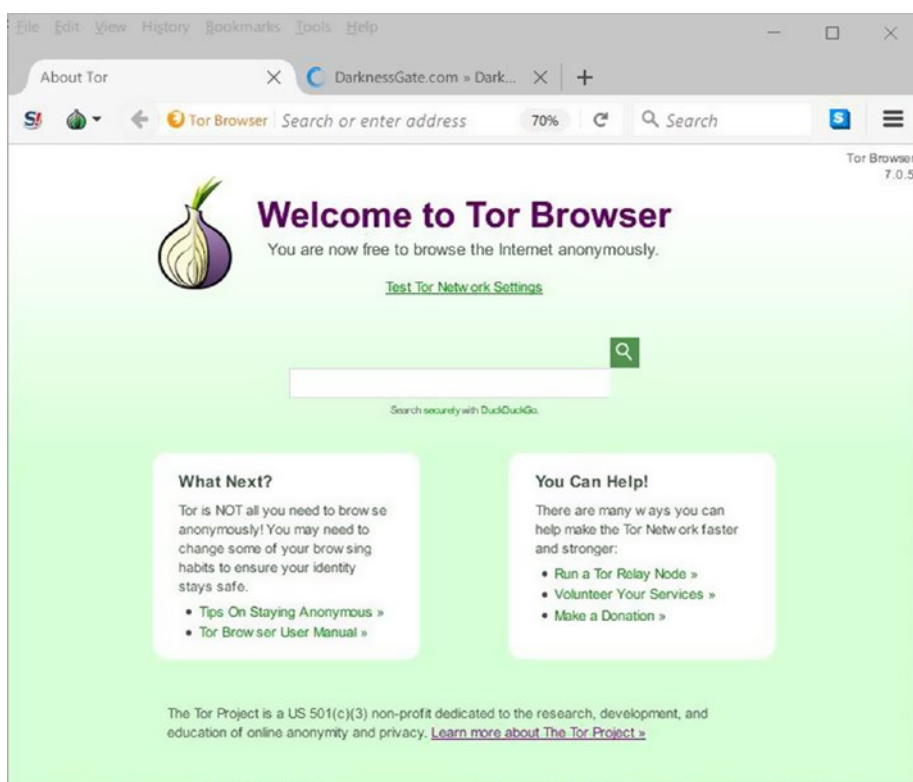 File Edit View History Bookmarks Tools Help
About Tor
DarknessGate.com » Dark...
S!
Tor Browser
Search or enter address
70%
Search
S
Tor Browser
7.0.5
Welcome to Tor Browser
You are now free to browse the Internet anonymously.
Test Tor Network Settings
Search securely with DuckDuckGo.
What Next?
Tor is NOT all you need to browse
anonymously! You may need to
change some of your browsing
habits to ensure your identity
stays safe.
• Tips On Staying Anonymous »
• Tor Browser User Manual »
You Can Help!
There are many ways you can
help make the Tor Network faster
and stronger:
• Run a Tor Relay Node »
• Volunteer Your Services »
• Make a Donation »
The Tor Project is a US 501(c)(3) non-profit dedicated to the research, development, and
education of online anonymity and privacy. Learn more about The Tor Project »